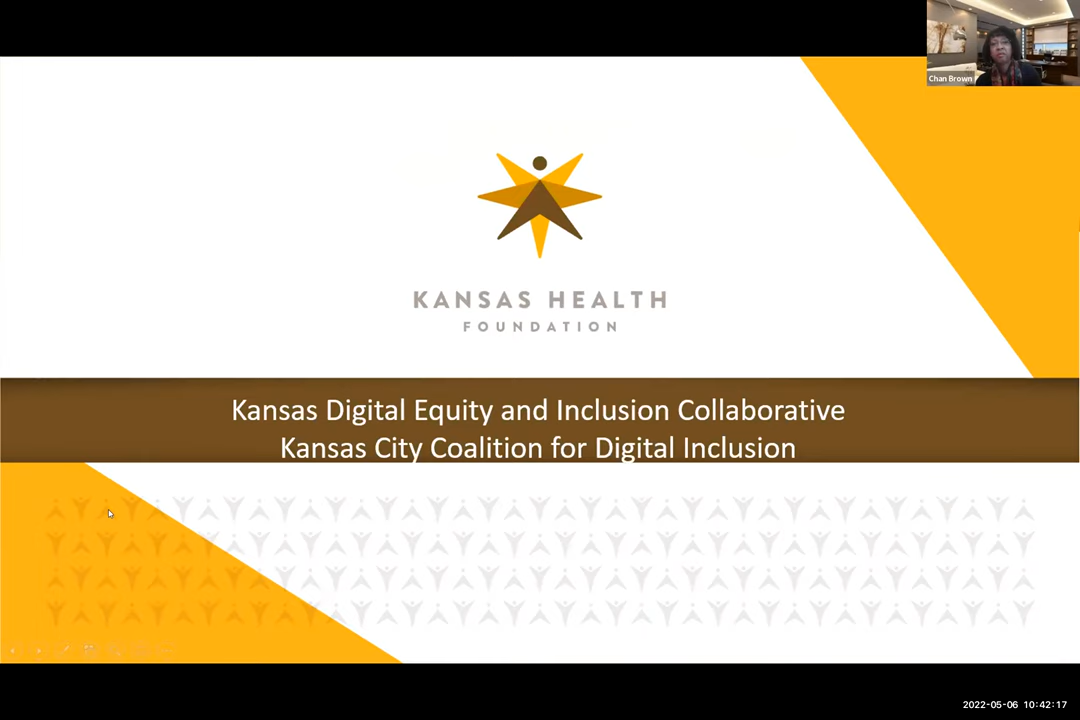 Chan Brown
KANSAS HEALTH
FOUNDATION
Kansas Digital Equity and Inclusion Collaborative
Kansas City Coalition for Digital Inclusion
2022-05-06 10:42:17